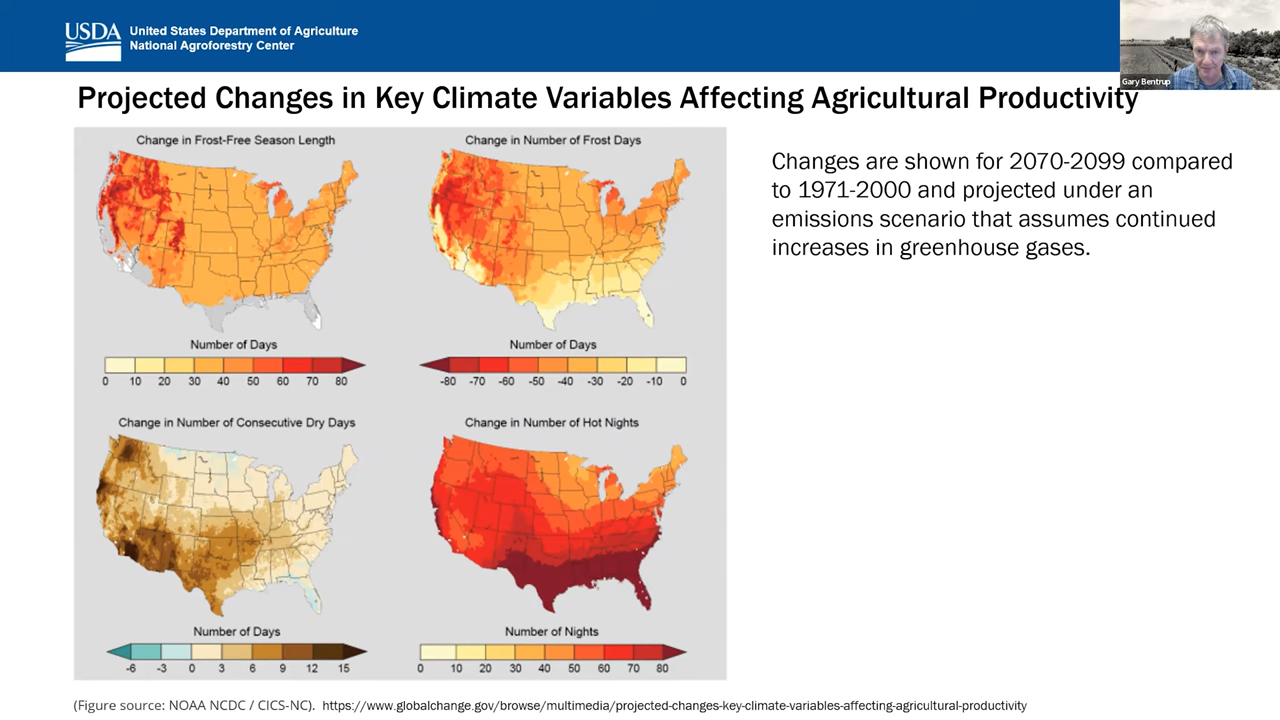 USDA
United States Department of Agriculture
National Agroforestry Center
Gary Bentrup
Projected Changes in Key Climate Variables Affecting Agricultural Productivity
Change in Frost-Free Season Length
Number of Days
0 10 20 30 40 50 60 70 80
Change in Number of Frost Days
Number of Days
-80 -70 -60 -50 -40 -30 -20 -10 0
Change in Number of Consecutive Dry Days
Number of Days
-6 -3 0 3 6 9 12 15
Change in Number of Hot Nights
Number of Nights
0 10 20 30 40 50 60 70 80
Changes are shown for 2070-2099 compared
to 1971-2000 and projected under an
emissions scenario that assumes continued
increases in greenhouse gases.
(Figure source: NOAA NCDC / CICS-NC). https://www.globalchange.gov/browse/multimedia/projected-changes-key-climate-variables-affecting-agricultural-productivity